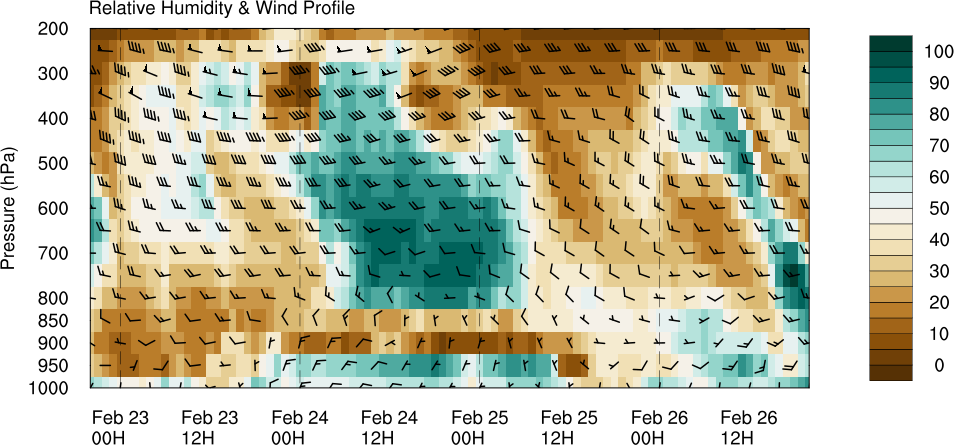 Relative Humidity & Wind Profile
Pressure (hPa)
200
300
400
500
600
700
800
850
900
950
1000
Feb 23
00H
Feb 23
12H
Feb 24
00H
Feb 24
12H
Feb 25
00H
Feb 25
12H
Feb 26
00H
Feb 26
12H
100
90
80
70
60
50
40
30
20
10
0